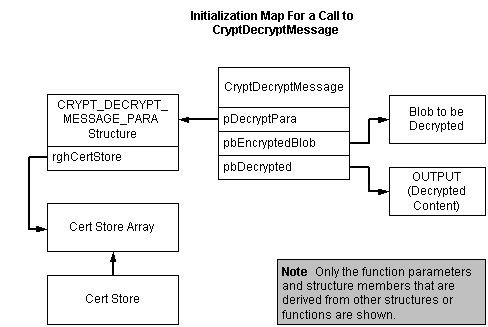 Initialization Map For a Call to
CryptDecryptMessage
CryptDecryptMessage
pDecryptPara
pbEncryptedBlob
pbDecrypted
CRYPT_DECRYPT_
MESSAGE_PARA
Structure
rghCertStore
Blob to be
Decrypted
OUTPUT
(Decrypted
Content)
Cert Store Array
Cert Store
Note Only the function parameters
and structure members that are
derived from other structures or
functions are shown.